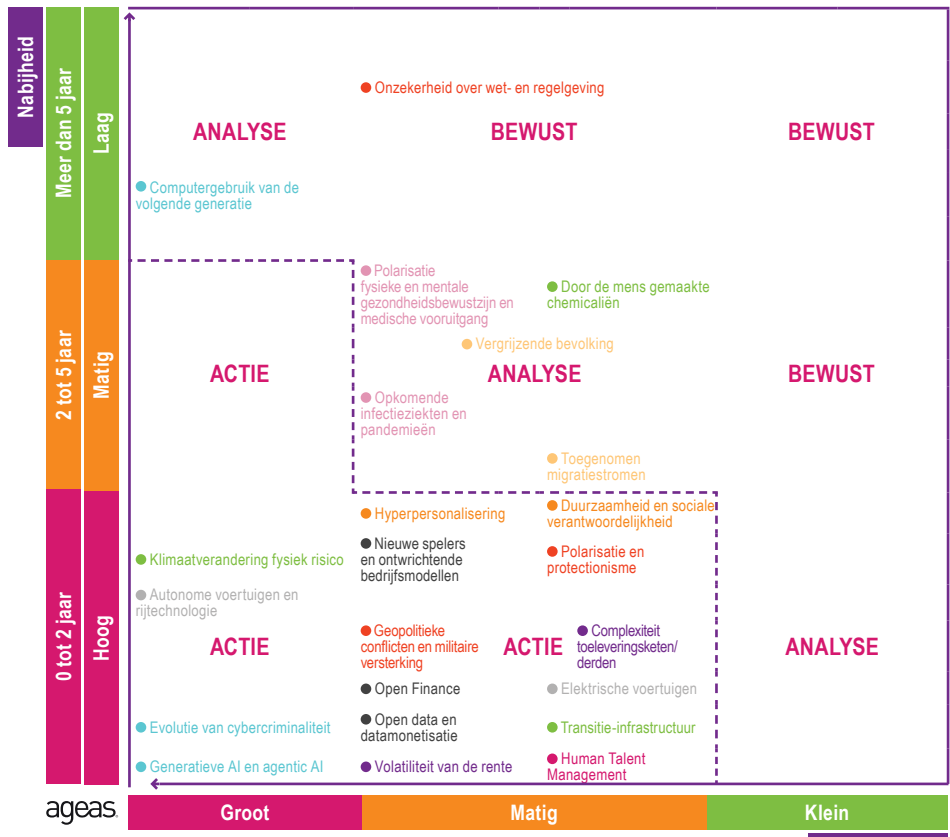 Nabijheid
Meer dan 5 jaar
Laag
2 tot 5 jaar
Matig
0 tot 2 jaar
Hoog
Onzekerheid over wet- en regelgeving
ANALYSE
BEWUST
BEWUST
Computergebruik van de
volgende generatie
Polarisatie
fysieke en mentale
gezondheidsbewustzijn en
medische vooruitgang
Door de mens gemaakte
chemicaliën
Vergrijzende bevolking
ACTIE
ANALYSE
BEWUST
Opkomende
infectieziekten en
pandemieën
Toegenomen
migratiestromen
Hyperpersonalisering
Duurzaamheid en sociale
verantwoordelijkheid
Nieuwe spelers
en ontwrichtende
bedrijfsmodellen
Polarisatie en
protectionisme
Klimaatverandering fysiek risico
Autonome voertuigen en
rijtechnologie
Geopolitieke
conflicten en militaire
versterking
Complexiteit
toeleveringsketen/
derden
ACTIE
ACTIE
ANALYSE
Open Finance
Elektrische voertuigen
Evolutie van cybercriminaliteit
Open data en
datamonetisatie
Transitie-infrastructuur
Generatieve AI en agentic AI
Volatiliteit van de rente
Human Talent
Management
ageas.
Groot
Matig
Klein